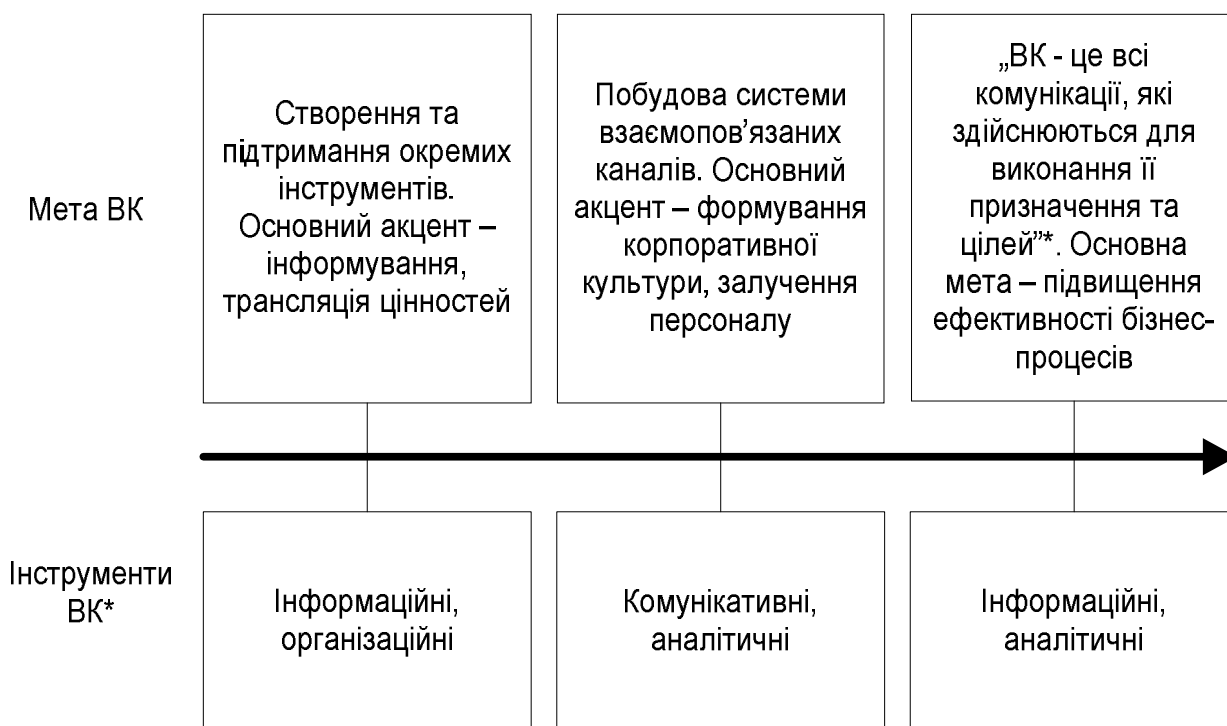 Мета ВК
Створення та
підтримання окремих
інструментів.
Основний акцент –
інформування,
трансляція цінностей
Побудова системи
взаємопов’язаних
каналів. Основний
акцент – формування
корпоративної
культури, залучення
персоналу
„ВК - це всі
комунікації, які
здійснюються для
виконання її
призначення та
цілей”*. Основна
мета – підвищення
ефективності бізнес-
процесів
Інструменти
ВК*
Інформаційні,
організаційні
Комунікативні,
аналітичні
Інформаційні,
аналітичні